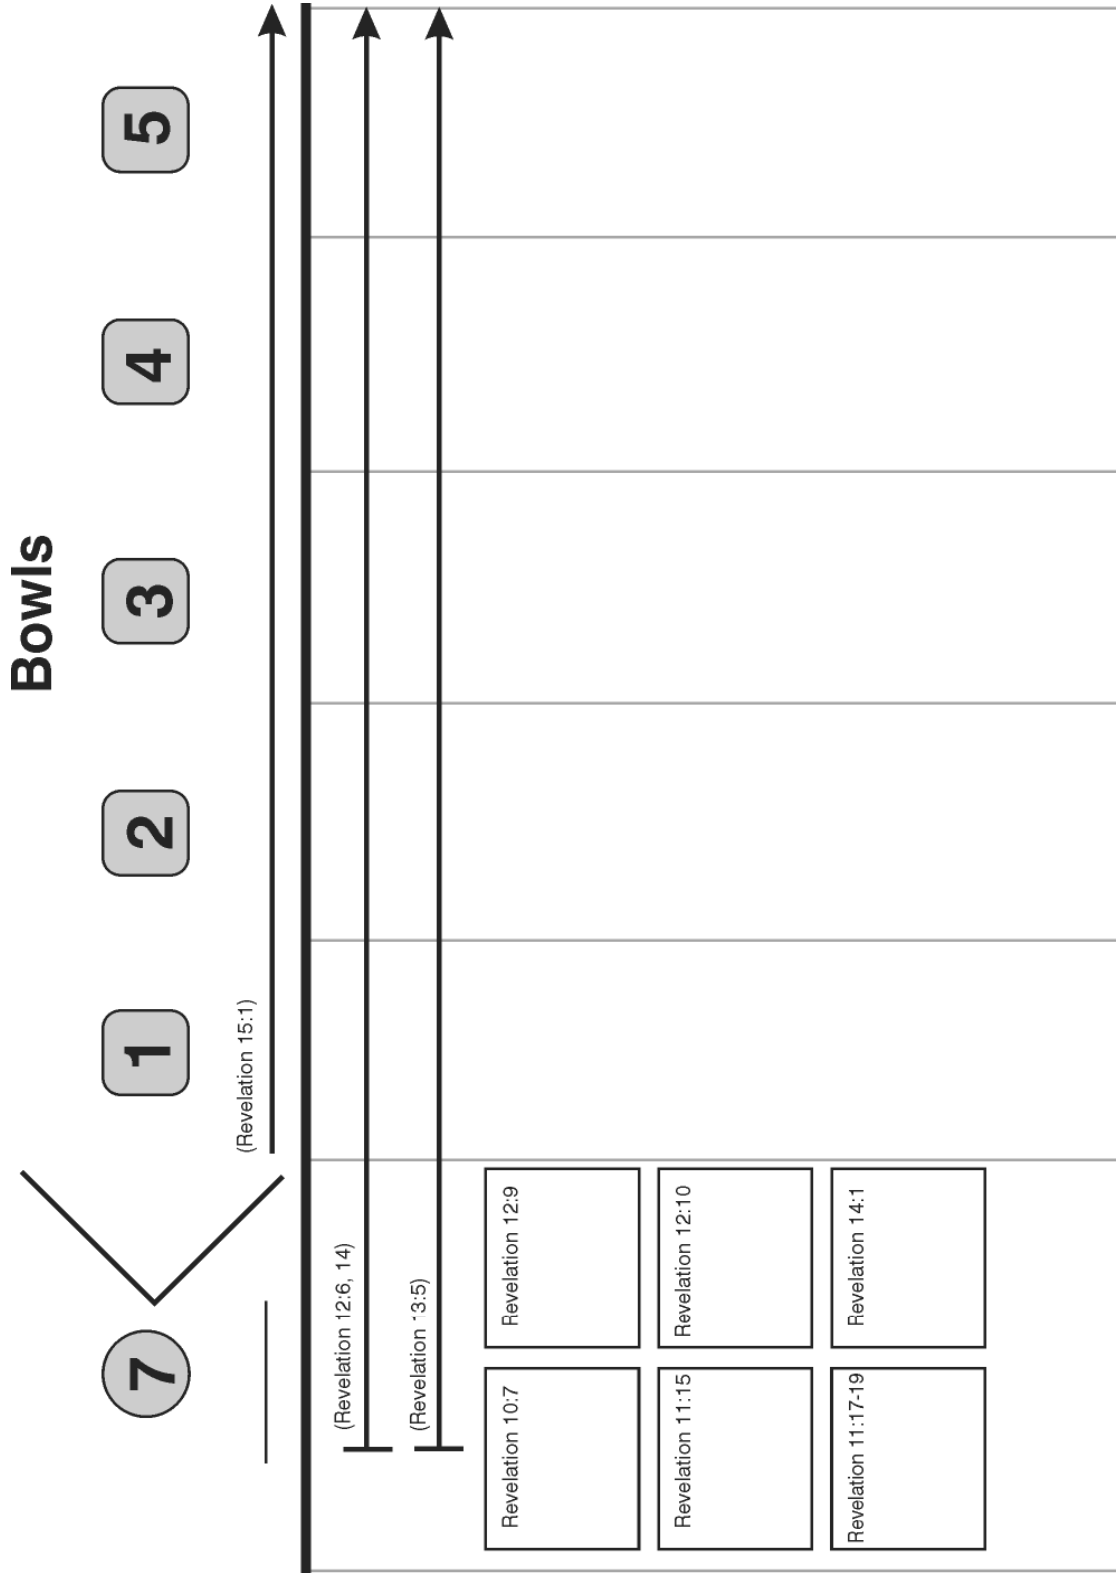 Bowls
7
1
2
3
4
5
(Revelation 15:1)
(Revelation 12:6, 14)
(Revelation 13:5)
Revelation 10:7
Revelation 12:9
Revelation 11:15
Revelation 12:10
Revelation 11:17-19
Revelation 14:1